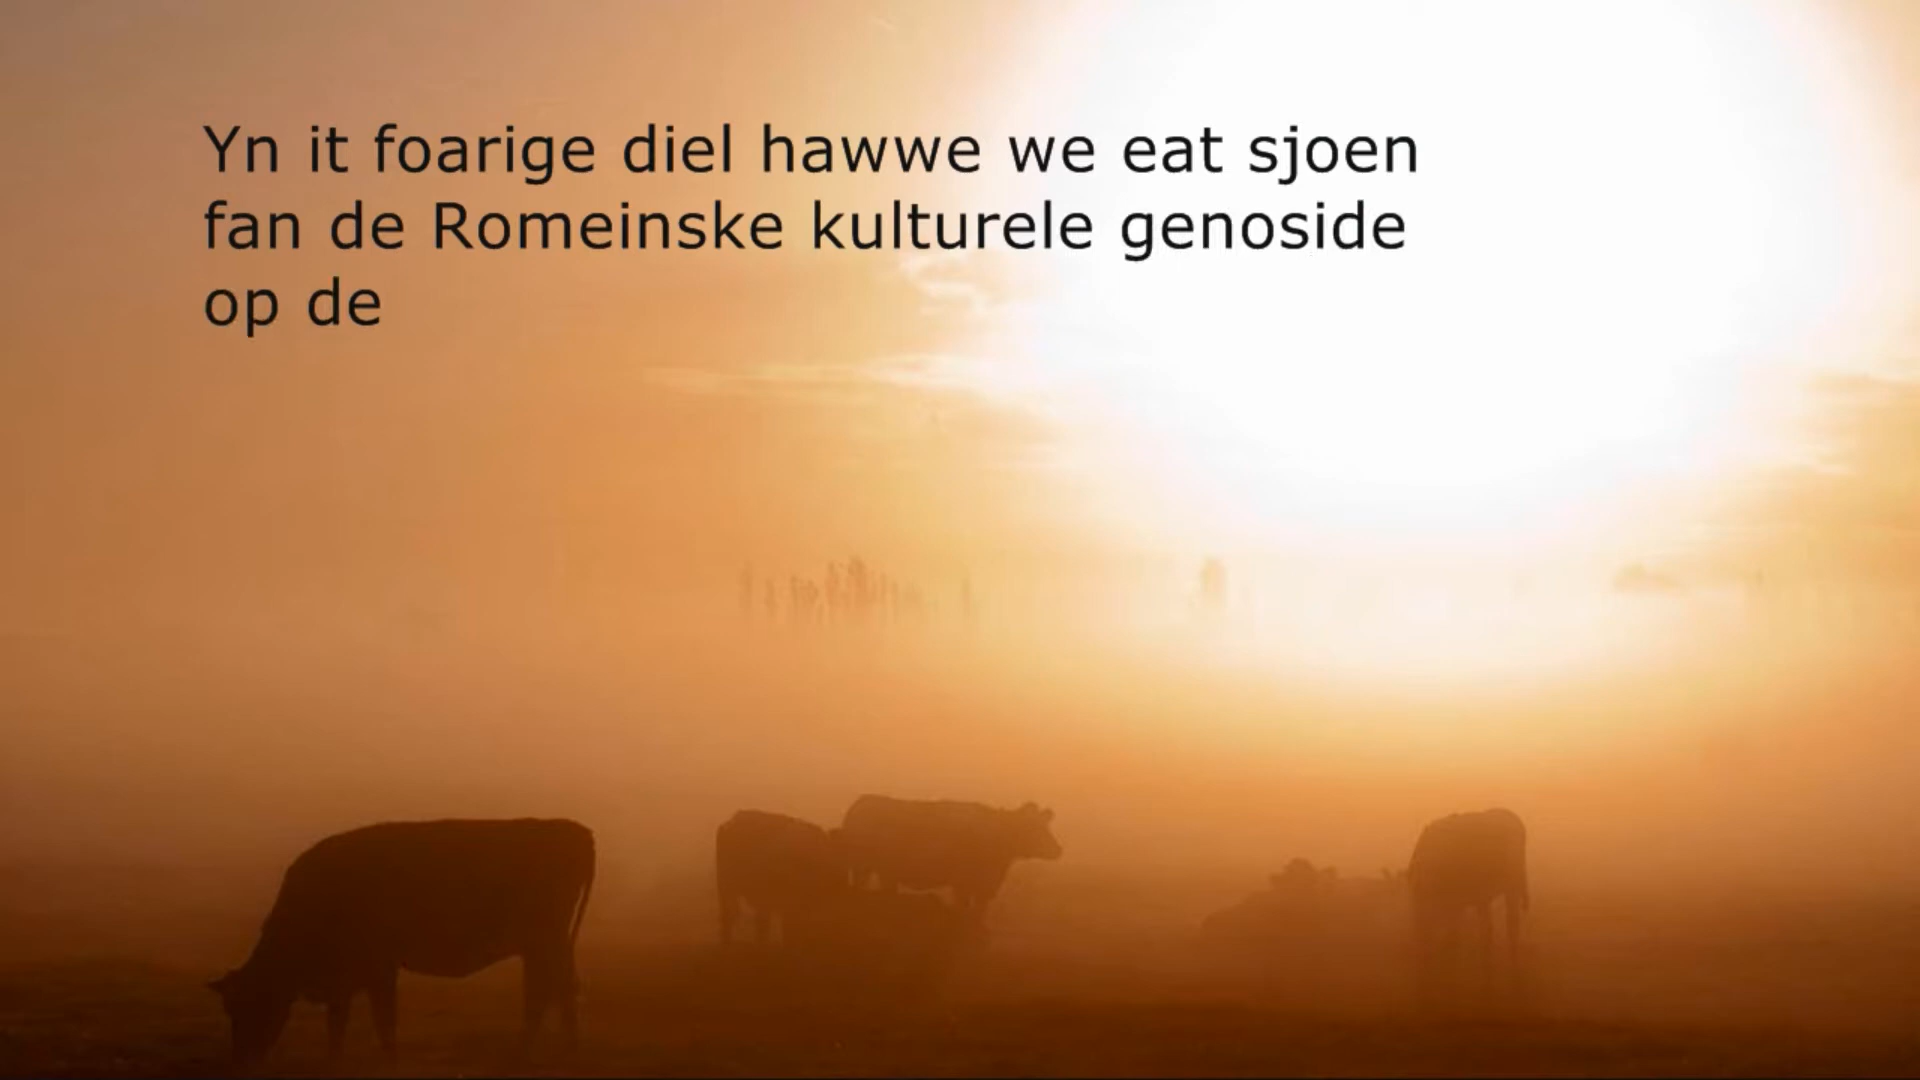 Yn it foarige diel hawwe we eat sjoen
fan de Romeinske kulturele genoside
op de